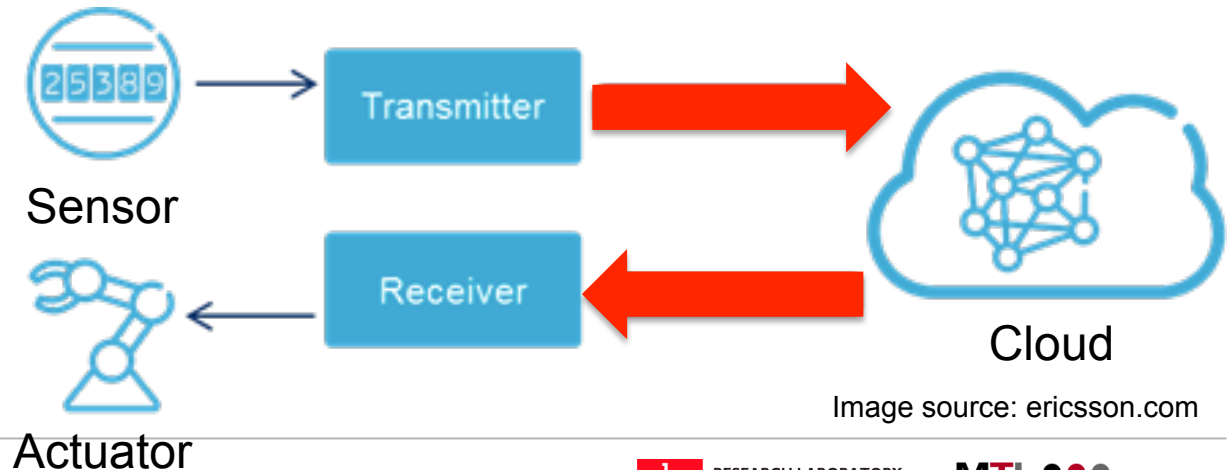 25389
Transmitter
Sensor
Receiver
Cloud
Image source: ericsson.com
Actuator